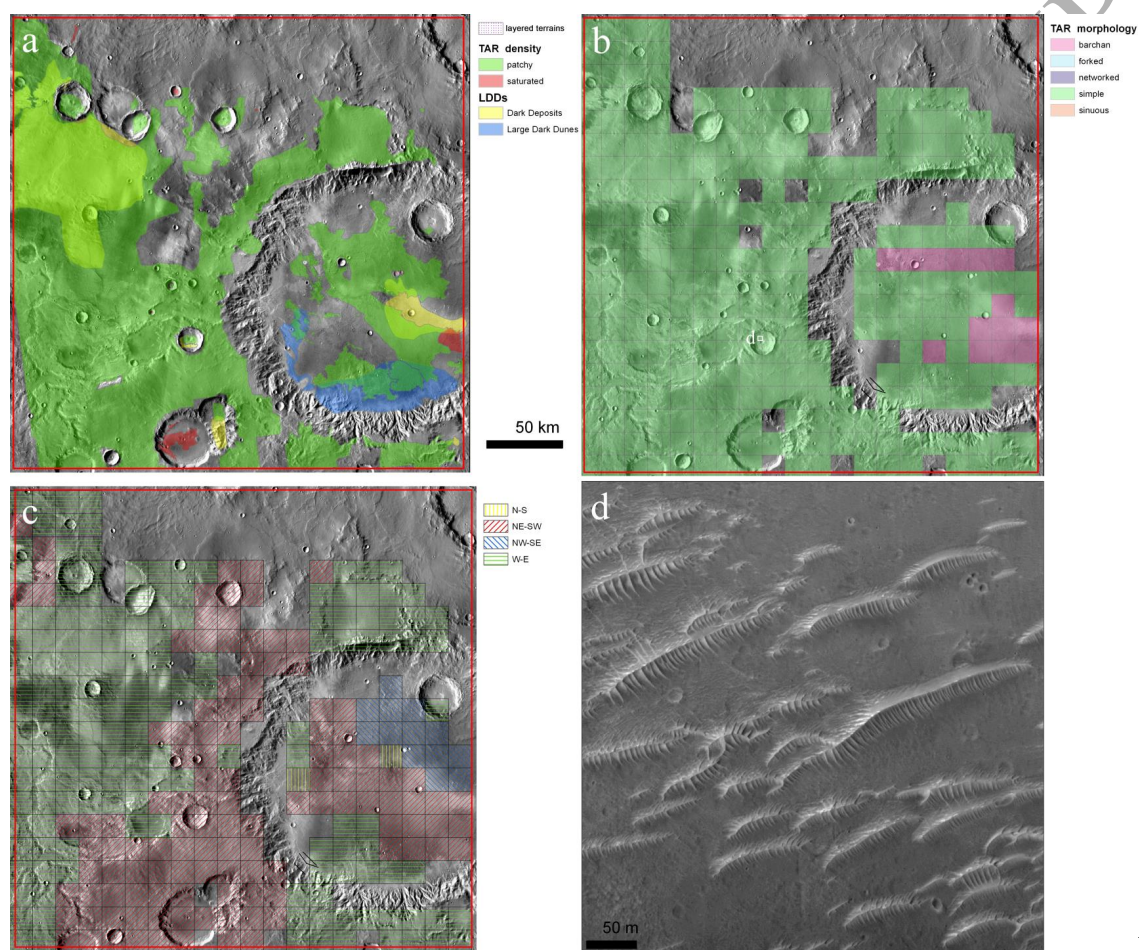 a
layered terrains
TAR density
patchy
saturated
LDDs
Dark Deposits
Large Dark Dunes
50 km
b
d
TAR morphology
barchan
forked
networked
simple
sinuous
c
N-S
NE-SW
NW-SE
W-E
d
50 m